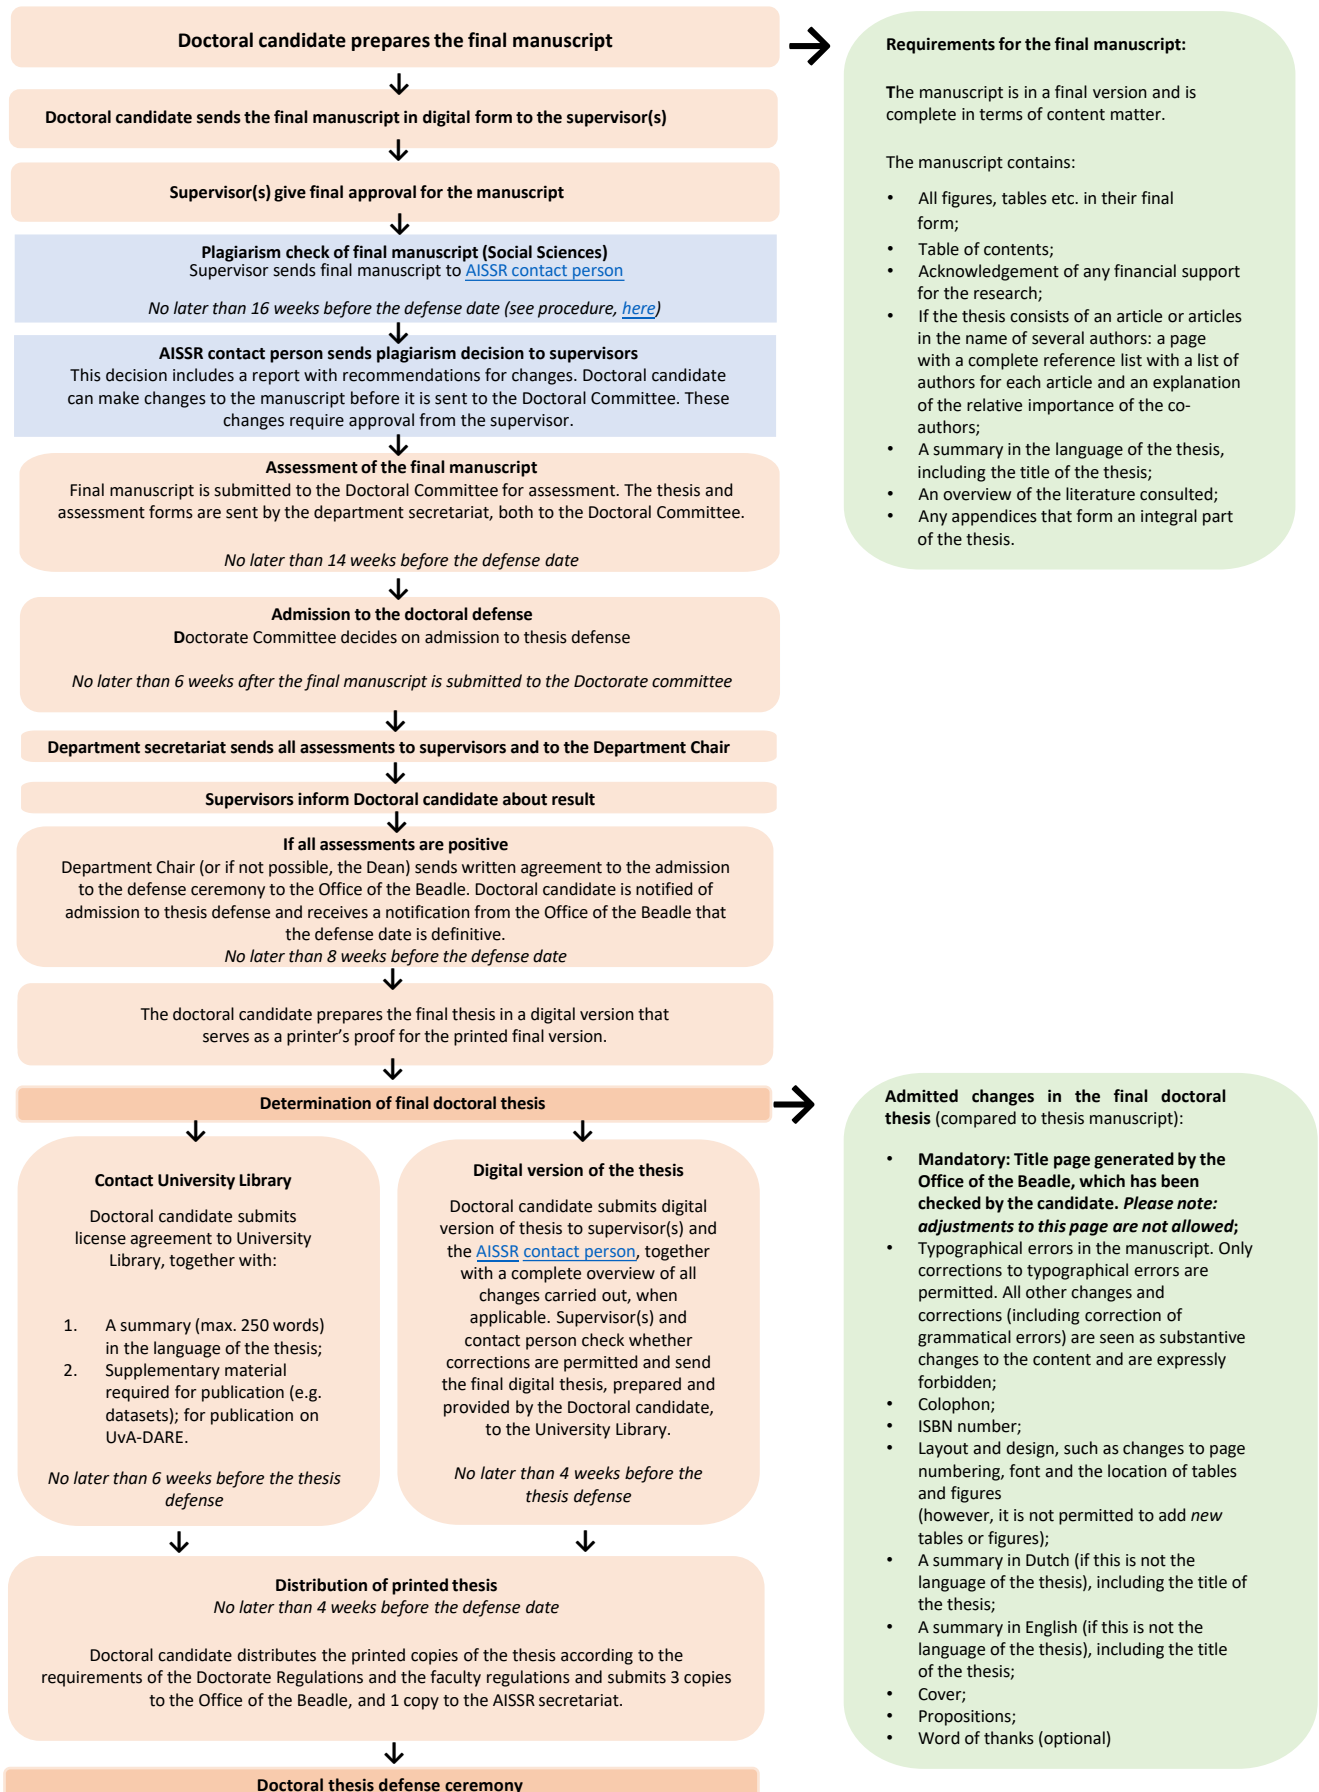 Doctoral candidate prepares the final manuscript
Doctoral candidate sends the final manuscript in digital form to the supervisor(s)
Supervisor(s) give final approval for the manuscript
Plagiarism check of final manuscript (Social Sciences)
Supervisor sends final manuscript to AISSR contact person
No later than 16 weeks before the defense date (see procedure, here)
AISSR contact person sends plagiarism decision to supervisors
This decision includes a report with recommendations for changes. Doctoral candidate
can make changes to the manuscript before it is sent to the Doctoral Committee. These
changes require approval from the supervisor.
Assessment of the final manuscript
Final manuscript is submitted to the Doctoral Committee for assessment. The thesis and
assessment forms are sent by the department secretariat, both to the Doctoral Committee.
No later than 14 weeks before the defense date
Admission to the doctoral defense
Doctorate Committee decides on admission to thesis defense
No later than 6 weeks after the final manuscript is submitted to the Doctorate committee
Department secretariat sends all assessments to supervisors and to the Department Chair
Supervisors inform Doctoral candidate about result
If all assessments are positive
Department Chair (or if not possible, the Dean) sends written agreement to the admission
to the defense ceremony to the Office of the Beadle. Doctoral candidate is notified of
admission to thesis defense and receives a notification from the Office of the Beadle that
the defense date is definitive.
No later than 8 weeks before the defense date
The doctoral candidate prepares the final thesis in a digital version that
serves as a printer's proof for the printed final version.
Determination of final doctoral thesis
Contact University Library
Doctoral candidate submits
license agreement to University
Library, together with:
1. A summary (max. 250 words)
in the language of the thesis;
2. Supplementary material
required for publication (e.g.
datasets); for publication on
UvA-DARE.
No later than 6 weeks before the thesis
defense
Digital version of the thesis
Doctoral candidate submits digital
version of thesis to supervisor(s) and
the AISSR contact person, together
with a complete overview of all
changes carried out, when
applicable. Supervisor(s) and
contact person check whether
corrections are permitted and send
the final digital thesis, prepared and
provided by the Doctoral candidate,
to the University Library.
No later than 4 weeks before the
thesis defense
Distribution of printed thesis
No later than 4 weeks before the defense date
Doctoral candidate distributes the printed copies of the thesis according to the
requirements of the Doctorate Regulations and the faculty regulations and submits 3 copies
to the Office of the Beadle, and 1 copy to the AISSR secretariat.
Doctoral thesis defense ceremony
Requirements for the final manuscript:
The manuscript is in a final version and is
complete in terms of content matter.
The manuscript contains:
• All figures, tables etc. in their final
form;
• Table of contents;
• Acknowledgement of any financial support
for the research;
• If the thesis consists of an article or articles
in the name of several authors: a page
with a complete reference list with a list of
authors for each article and an explanation
of the relative importance of the co-
authors;
• A summary in the language of the thesis,
including the title of the thesis;
• An overview of the literature consulted;
• Any appendices that form an integral part
of the thesis.
Admitted changes in the final doctoral
thesis (compared to thesis manuscript):
• Mandatory: Title page generated by the
Office of the Beadle, which has been
checked by the candidate. Please note:
adjustments to this page are not allowed;
• Typographical errors in the manuscript. Only
corrections to typographical errors are
permitted. All other changes and
corrections (including correction of
grammatical errors) are seen as substantive
changes to the content and are expressly
forbidden;
• Colophon;
• ISBN number;
• Layout and design, such as changes to page
numbering, font and the location of tables
and figures
(however, it is not permitted to add new
tables or figures);
• A summary in Dutch (if this is not the
language of the thesis), including the title of
the thesis;
• A summary in English (if this is not the
language of the thesis), including the title
of the thesis;
• Cover;
• Propositions;
• Word of thanks (optional)